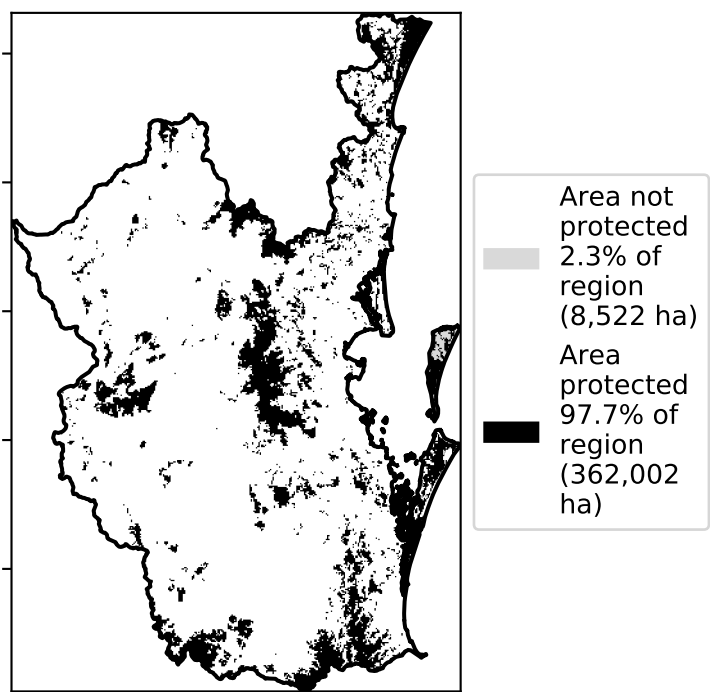 Area not
protected
2.3% of
region
(8,522 ha)
Area
protected
97.7% of
region
(362,002
ha)